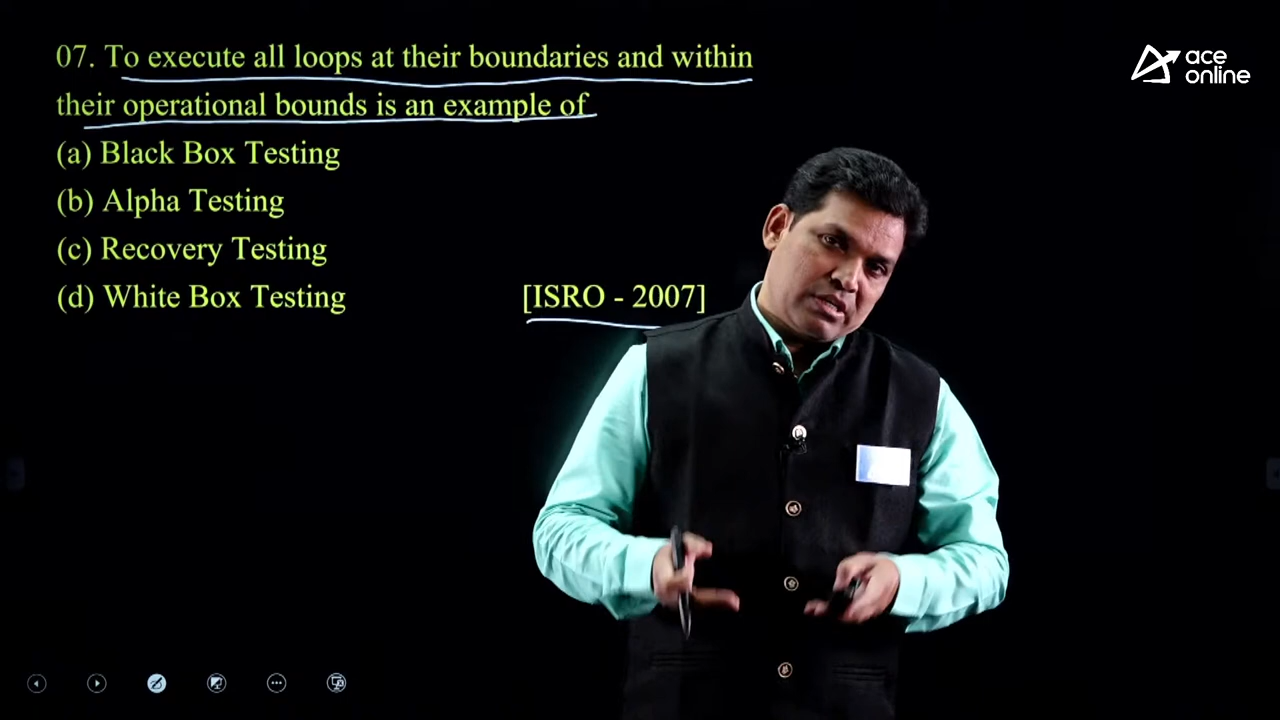 07. To execute all loops at their boundaries and within
their operational bounds is an example of
(a) Black Box Testing
(b) Alpha Testing
(c) Recovery Testing
(d) White Box Testing [ISRO - 2007]
ace
online